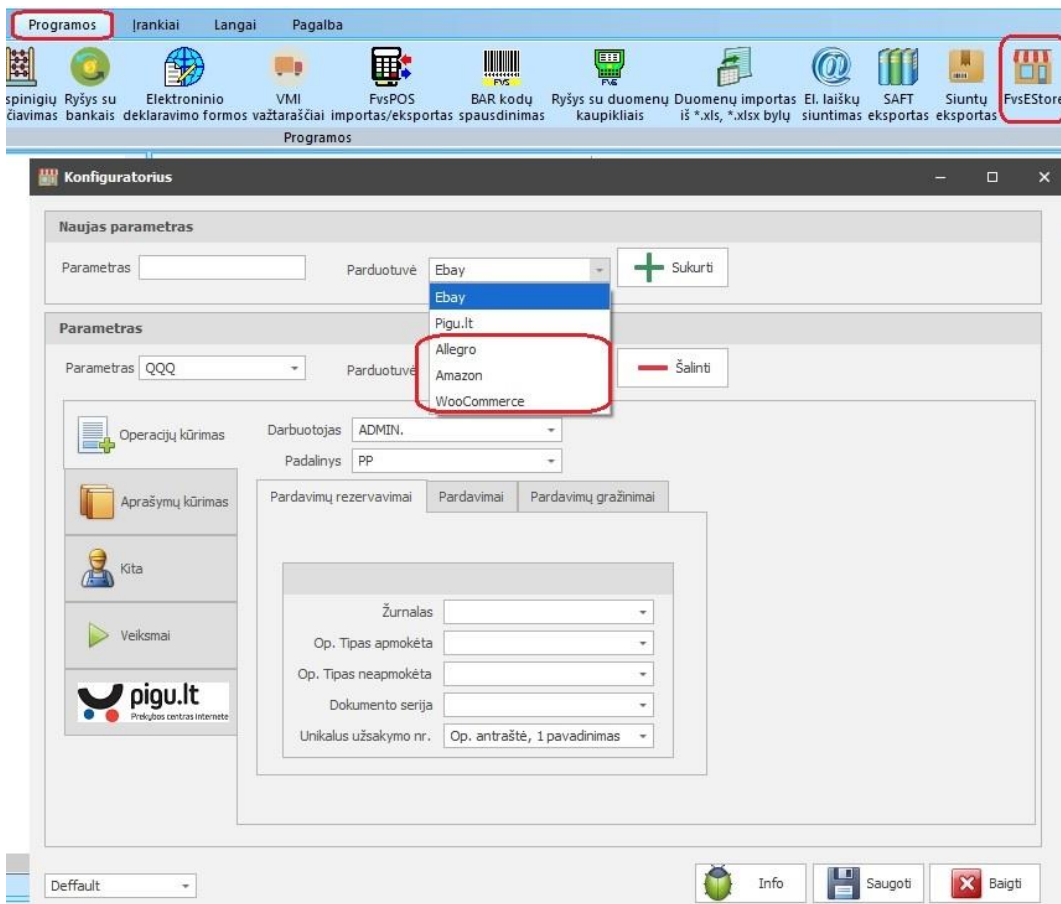 Programos Įrankiai Langai Pagalba
spinigių Ryšys su Elektroninio VMI FvsPOS BAR kodų Ryšys su duomenų Duomenų importas El. laiškų SAFT Siuntų FvsEStore
čiavimas bankais deklaravimo formos važtaraščiai importas/eksportas spausdinimas kaupikliais iš *.xls, *.xlsx bylų siuntimas eksportas eksportas
Programos
Konfiguratorius
Naujas parametras
Parametras Parduotuvė Ebay Sukurti
Ebay
Pigu.lt
Parametras
Allegro
Parametras QQQ Parduotuvė Šalinti
Amazon
WooCommerce
Operacijų kūrimas Darbuotojas ADMIN.
Padalinys PP
Aprašymų kūrimas Pardavimų rezervavimai Pardavimai Pardavimų gražinimai
Kita
Žurnalas
Veiksmai Op. Tipas apmokėta
Op. Tipas neapmokėta
pigu.lt
Prekybos centras internete
Dokumento serija
Unikalus užsakymo nr. Op. antraštė, 1 pavadinimas
Deffault Info Saugoti Baigti